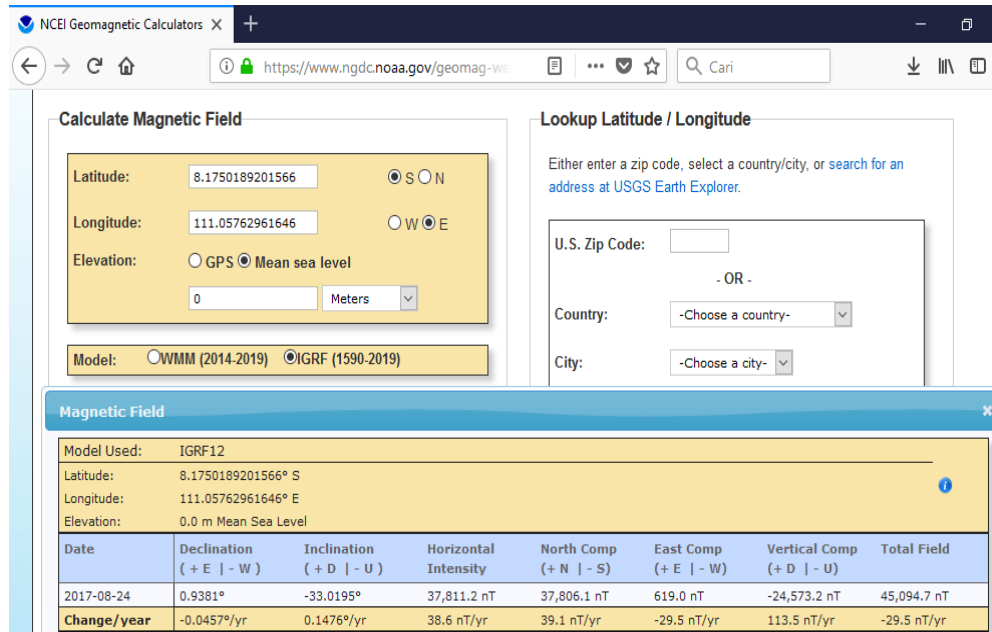 NCEI Geomagnetic Calculators
https://www.ngdc.noaa.gov/geomag-we
Cari
Calculate Magnetic Field
Latitude: 8.1750189201566 S N
Longitude: 111.05762961646 W E
Elevation: GPS Mean sea level
0 Meters
Model: WMM (2014-2019) IGRF (1590-2019)
Lookup Latitude / Longitude
Either enter a zip code, select a country/city, or search for an
address at USGS Earth Explorer.
U.S. Zip Code:
- OR -
Country: -Choose a country-
City: -Choose a city-
Magnetic Field
Model Used: IGRF12
Latitude: 8.1750189201566° S
Longitude: 111.05762961646° E
Elevation: 0.0 m Mean Sea Level
Date Declination Inclination Horizontal North Comp East Comp Vertical Comp Total Field
( + E | - W ) ( + D | - U ) Intensity (+ N | - S) (+ E | - W) (+ D | - U)
2017-08-24 0.9381° -33.0195° 37,811.2 nT 37,806.1 nT 619.0 nT -24,573.2 nT 45,094.7 nT
Change/year -0.0457°/yr 0.1476°/yr 38.6 nT/yr 39.1 nT/yr -29.5 nT/yr 113.5 nT/yr -29.5 nT/yr